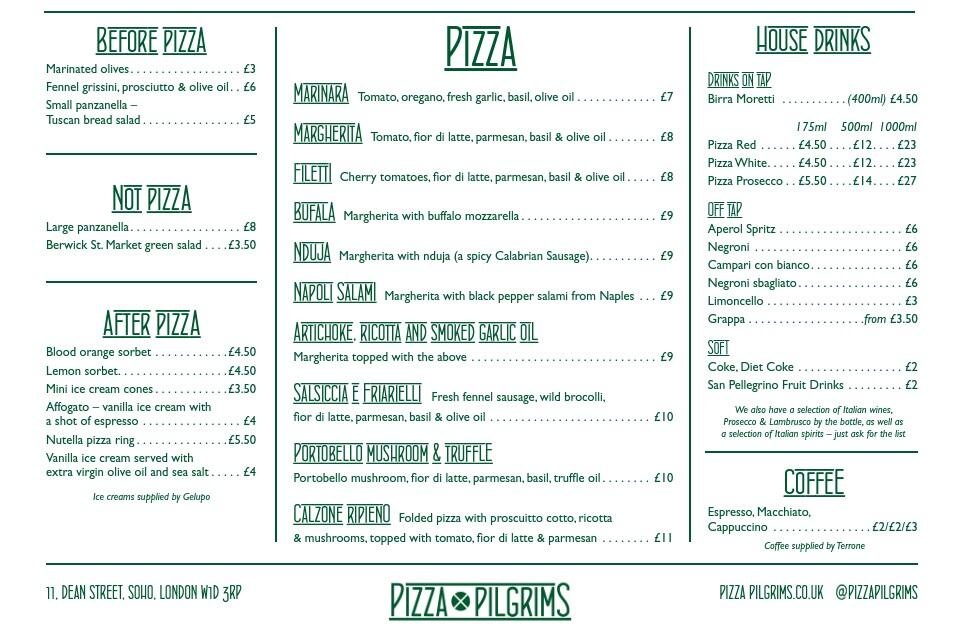 BEFORE PIZZA
Marinated olives. . . . . . . . . . . . . . . . . . £3
Fennel grissini, prosciutto & olive oil. . £6
Small panzanella –
Tuscan bread salad . . . . . . . . . . . . . . . . £5
NOT PIZZA
Large panzanella. . . . . . . . . . . . . . . . . . £8
Berwick St. Market green salad . . . .£3.50
AFTER PIZZA
Blood orange sorbet . . . . . . . . . . . .£4.50
Lemon sorbet. . . . . . . . . . . . . . . . . .£4.50
Mini ice cream cones . . . . . . . . . . . .£3.50
Affogato – vanilla ice cream with
a shot of espresso . . . . . . . . . . . . . . . . . £4
Nutella pizza ring . . . . . . . . . . . . . . .£5.50
Vanilla ice cream served with
extra virgin olive oil and sea salt . . . . . £4
Ice creams supplied by Gelupo
PIZZA
MARINARA Tomato, oregano, fresh garlic, basil, olive oil . . . . . . . . . . . . . £7
MARGHERITA Tomato, fior di latte, parmesan, basil & olive oil . . . . . . . . £8
FILETTI Cherry tomatoes, fior di latte, parmesan, basil & olive oil . . . . . £8
BUFALA Margherita with buffalo mozzarella . . . . . . . . . . . . . . . . . . . . . . £9
NDUJA Margherita with nduja (a spicy Calabrian Sausage). . . . . . . . . . . £9
NAPOLI SALAMI Margherita with black pepper salami from Naples . . . £9
ARTICHOKE, RICOTTA AND SMOKED GARLIC OIL
Margherita topped with the above . . . . . . . . . . . . . . . . . . . . . . . . . . . . . . £9
SALSICCIA E FRIARIELLI Fresh fennel sausage, wild brocolli,
fior di latte, parmesan, basil & olive oil . . . . . . . . . . . . . . . . . . . . . . . . . . £10
PORTOBELLO MUSHROOM & TRUFFLE
Portobello mushroom, fior di latte, parmesan, basil, truffle oil . . . . . . . . £10
CALZONE RIPIENO Folded pizza with proscuitto cotto, ricotta
& mushrooms, topped with tomato, fior di latte & parmesan . . . . . . . . £11
HOUSE DRINKS
DRINKS ON TAP
Birra Moretti . . . . . . . . . . .(400ml) £4.50
175ml 500ml 1000ml
Pizza Red . . . . . . £4.50 . . . .£12. . . . £23
Pizza White. . . . . £4.50 . . . .£12. . . . £23
Pizza Prosecco . . £5.50 . . . .£14. . . . £27
OFF TAP
Aperol Spritz . . . . . . . . . . . . . . . . . . . . £6
Negroni . . . . . . . . . . . . . . . . . . . . . . . . £6
Campari con bianco. . . . . . . . . . . . . . . £6
Negroni sbagliato . . . . . . . . . . . . . . . . . £6
Limoncello . . . . . . . . . . . . . . . . . . . . . . £3
Grappa . . . . . . . . . . . . . . . . . . .from £3.50
SOFT
Coke, Diet Coke . . . . . . . . . . . . . . . . . £2
San Pellegrino Fruit Drinks . . . . . . . . . £2
We also have a selection of Italian wines,
Prosecco & Lambrusco by the bottle, as well as
a selection of Italian spirits – just ask for the list
COFFEE
Espresso, Macchiato,
Cappuccino . . . . . . . . . . . . . . . . £2/£2/£3
Coffee supplied by Terrone
11, DEAN STREET, SOHO, LONDON W1D 3RP
PIZZA PILGRIMS
PIZZA PILGRIMS.CO.UK @PIZZAPILGRIMS